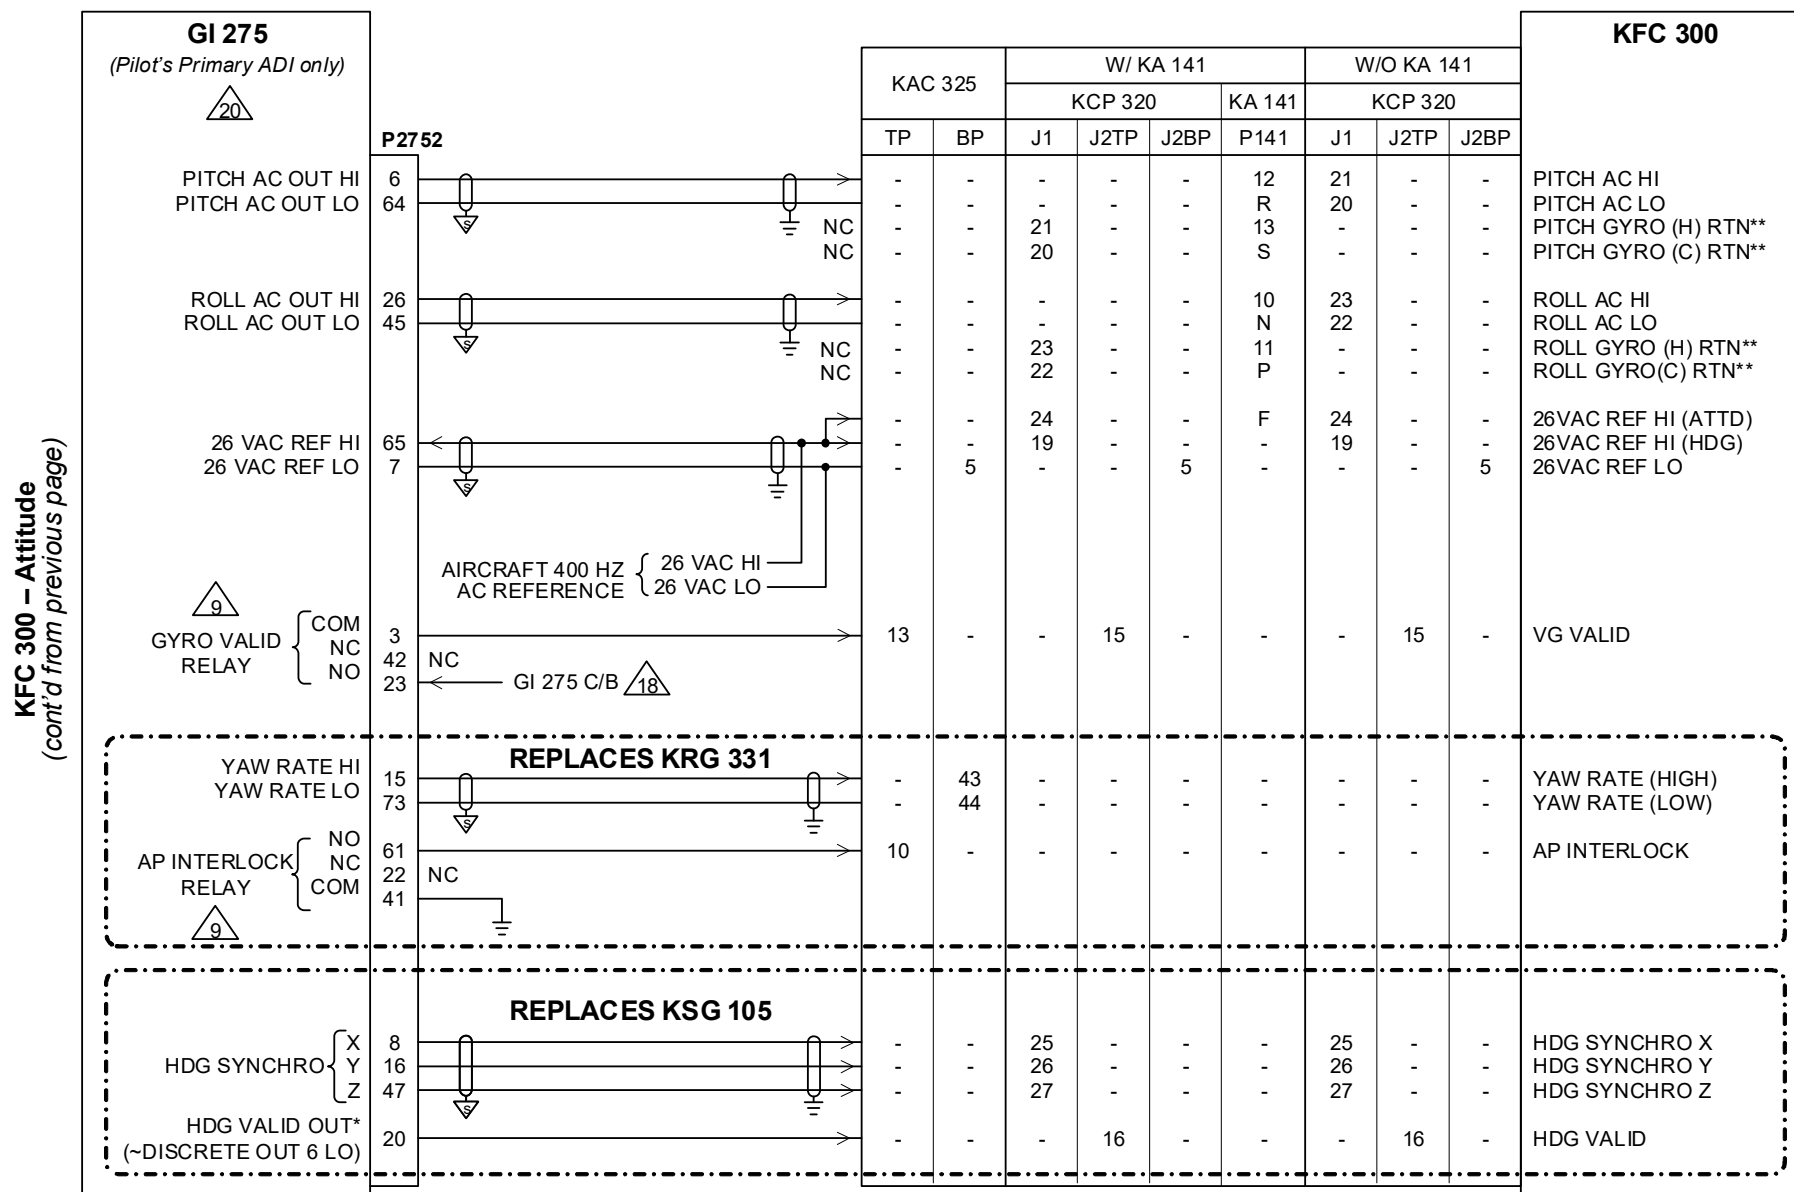 KFC 300 – Attitude
(cont'd from previous page)
GI 275
(Pilot's Primary ADI only)
20
P2752
KFC 300
KAC 325 W/ KA 141 W/O KA 141
KCP 320 KA 141 KCP 320
TP BP J1 J2TP J2BP P141 J1 J2TP J2BP
PITCH AC OUT HI 6 - - - - - 12 21 - - PITCH AC HI
PITCH AC OUT LO 64 - - - - - R 20 - - PITCH AC LO
S NC - - 21 - - 13 - - - PITCH GYRO (H) RTN**
NC - - 20 - - S - - - PITCH GYRO (C) RTN**
ROLL AC OUT HI 26 - - - - - 10 23 - - ROLL AC HI
ROLL AC OUT LO 45 - - - - - N 22 - - ROLL AC LO
S NC - - 23 - - 11 - - - ROLL GYRO (H) RTN**
NC - - 22 - - P - - - ROLL GYRO(C) RTN**
- - 24 - - F 24 - - 26VAC REF HI (ATTD)
26 VAC REF HI 65 - - 19 - - - 19 - - 26VAC REF HI (HDG)
26 VAC REF LO 7 - 5 - - 5 - - - 5 26VAC REF LO
S
AIRCRAFT 400 HZ 26 VAC HI
AC REFERENCE 26 VAC LO
9
GYRO VALID
RELAY
COM 3 13 - - 15 - - - 15 - VG VALID
NC 42 NC
NO 23 GI 275 C/B 18
REPLACES KRG 331
YAW RATE HI 15 - 43 - - - - - - - YAW RATE (HIGH)
YAW RATE LO 73 - 44 - - - - - - - YAW RATE (LOW)
S
AP INTERLOCK
RELAY
NO 61 10 - - - - - - - - AP INTERLOCK
NC 22 NC
COM 41
9
REPLACES KSG 105
HDG SYNCHRO
X 8 - - 25 - - - 25 - - HDG SYNCHRO X
Y 16 - - 26 - - - 26 - - HDG SYNCHRO Y
Z 47 - - 27 - - - 27 - - HDG SYNCHRO Z
S
HDG VALID OUT*
(~DISCRETE OUT 6 LO) 20 - - - 16 - - - 16 - HDG VALID